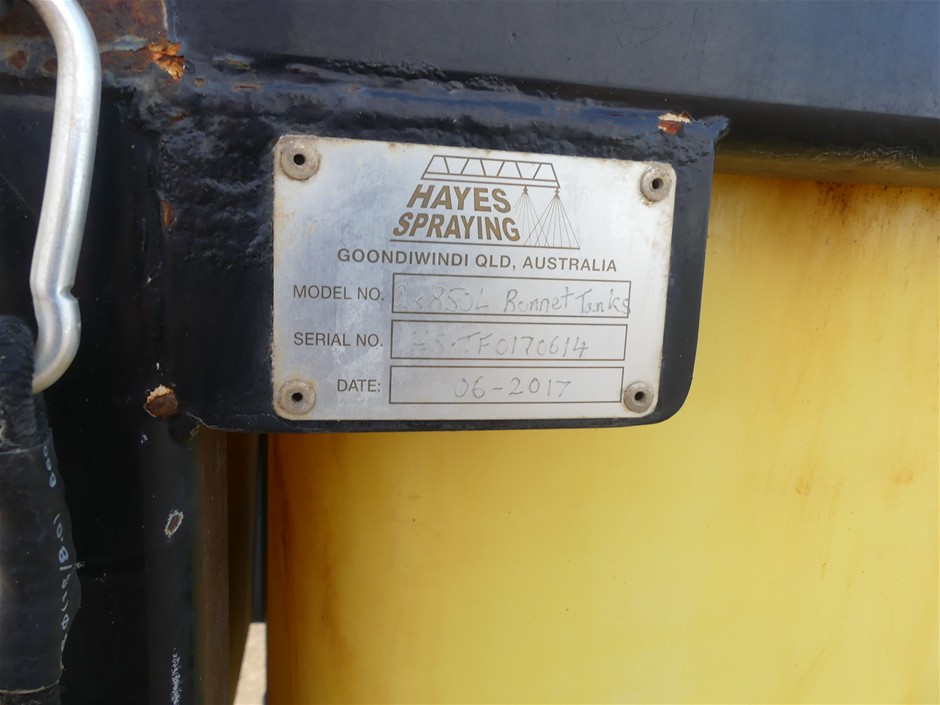 HAYES
SPRAYING
GOONDIWINDI QLD, AUSTRALIA
MODEL NO. 2x850L Bonnet Tanks
SERIAL NO. HS-TF0170614
DATE: 06-2017